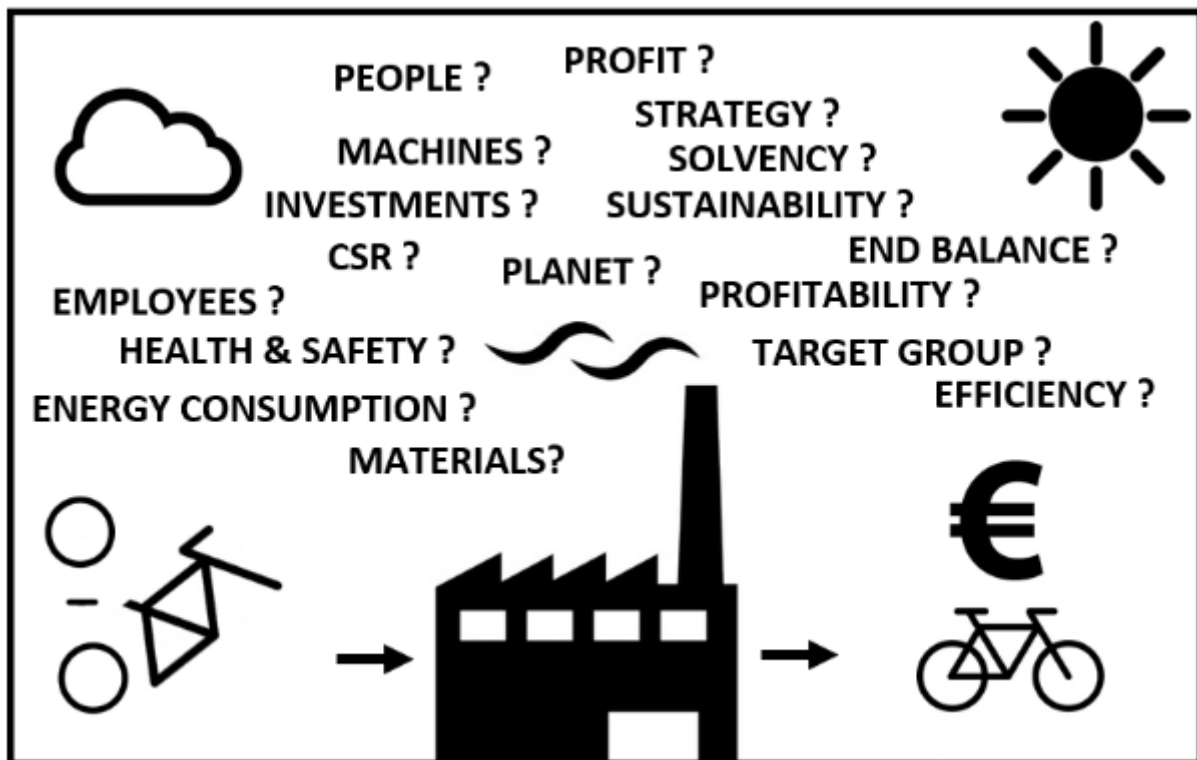 PROFIT ?
PEOPLE ?
STRATEGY ?
MACHINES ?
SOLVENCY ?
INVESTMENTS ?
SUSTAINABILITY ?
CSR ?
END BALANCE ?
PLANET ?
EMPLOYEES ?
PROFITABILITY ?
HEALTH & SAFETY ?
TARGET GROUP ?
ENERGY CONSUMPTION ?
EFFICIENCY ?
MATERIALS?
€